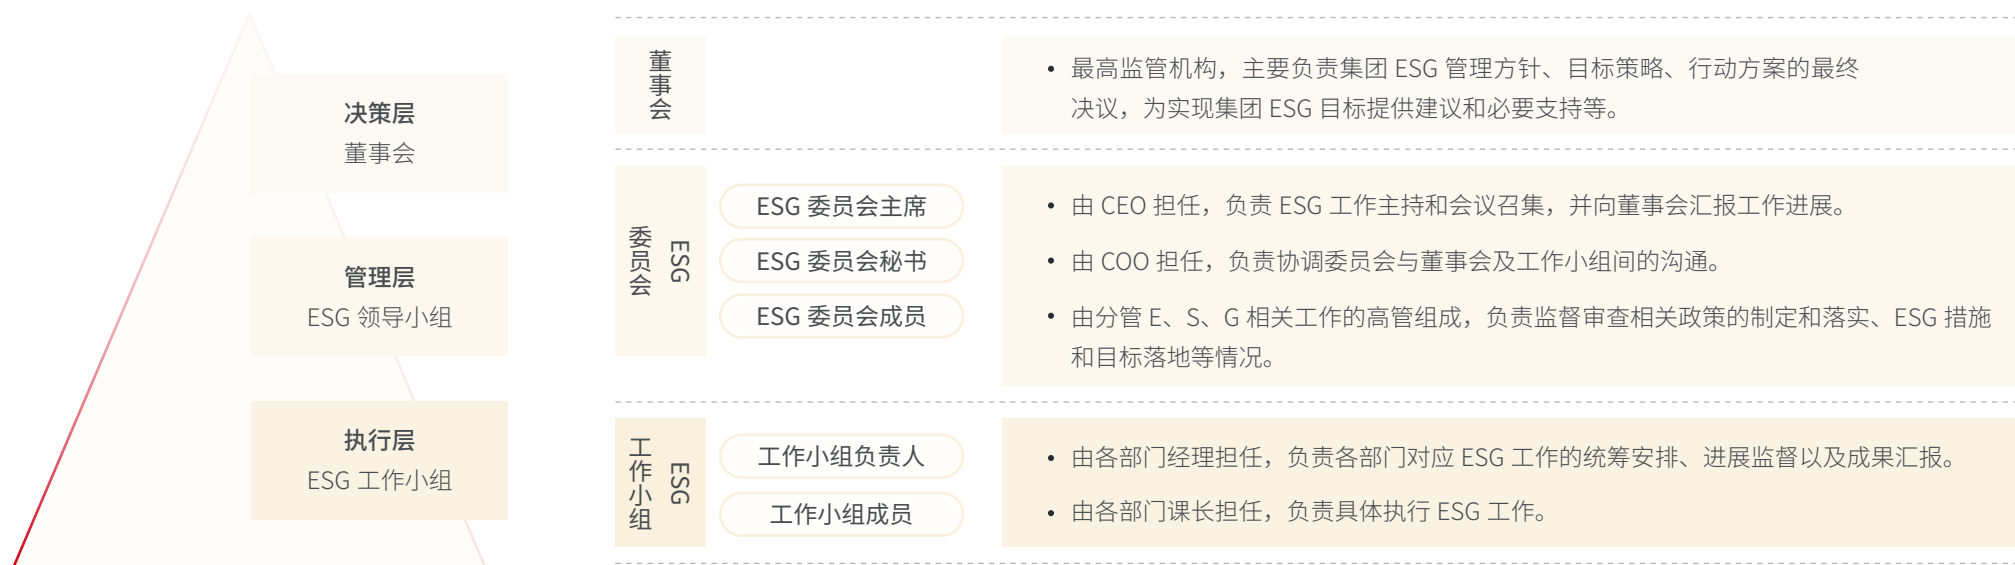 决策层
董事会
管理层
ESG 领导小组
执行层
ESG 工作小组
董事会
最高监管机构，主要负责集团 ESG 管理方针、目标策略、行动方案的最终
决议，为实现集团 ESG 目标提供建议和必要支持等。
ESG
委员会
ESG 委员会主席
• 由 CEO 担任，负责 ESG 工作主持和会议召集，并向董事会汇报工作进展。
ESG 委员会秘书
• 由 COO 担任，负责协调委员会与董事会及工作小组间的沟通。
ESG 委员会成员
• 由分管 E、S、G 相关工作的高管组成，负责监督审查相关政策的制定和落实、ESG 措施
和目标落地等情况。
ESG
工作小组
工作小组负责人
• 由各部门经理担任，负责各部门对应 ESG 工作的统筹安排、进展监督以及成果汇报。
工作小组成员
• 由各部门课长担任，负责具体执行 ESG 工作。